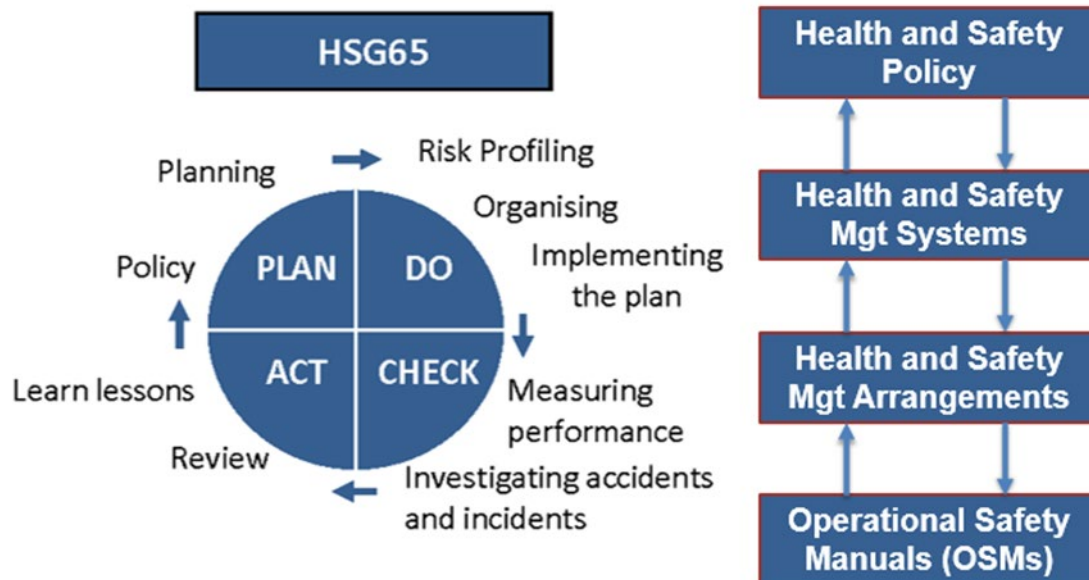 HSG65
Planning
Risk Profiling
Organising
Implementing
the plan
Policy
PLAN
DO
ACT
CHECK
Learn lessons
Measuring
performance
Review
Investigating accidents
and incidents
Health and Safety
Policy
Health and Safety
Mgt Systems
Health and Safety
Mgt Arrangements
Operational Safety
Manuals (OSMs)